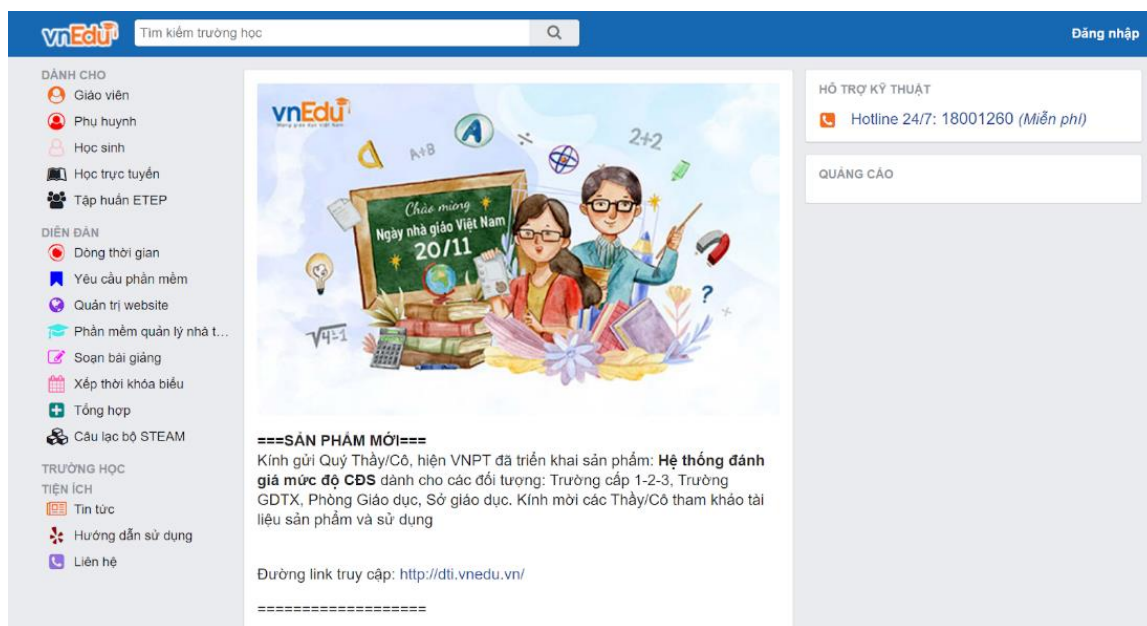 vnEdu
Tìm kiếm trường học
Đăng nhập
DÀNH CHO
Giáo viên
Phụ huynh
Học sinh
Học trực tuyến
Tập huấn ETEP
DIỄN ĐÀN
Dòng thời gian
Yêu cầu phần mềm
Quản trị website
Phần mềm quản lý nhà t...
Soạn bài giảng
Xếp thời khóa biểu
Tổng hợp
Câu lạc bộ STEAM
TRƯỜNG HỌC
TIỆN ÍCH
Tin tức
Hướng dẫn sử dụng
Liên hệ
vnEdu
Mạng giáo dục Việt Nam
A+B
A
÷
2+2
Chào mừng
Ngày nhà giáo Việt Nam
20/11
?
+
===SẢN PHẨM MỚI===
Kính gửi Quý Thầy/Cô, hiện VNPT đã triển khai sản phẩm: Hệ thống đánh
giá mức độ CĐS dành cho các đối tượng: Trường cấp 1-2-3, Trường
GDTX, Phòng Giáo dục, Sở giáo dục. Kính mời các Thầy/Cô tham khảo tài
liệu sản phẩm và sử dụng
Đường link truy cập: http://dti.vnedu.vn/
===================
HỖ TRỢ KỸ THUẬT
Hotline 24/7: 18001260 (Miễn phí)
QUẢNG CÁO